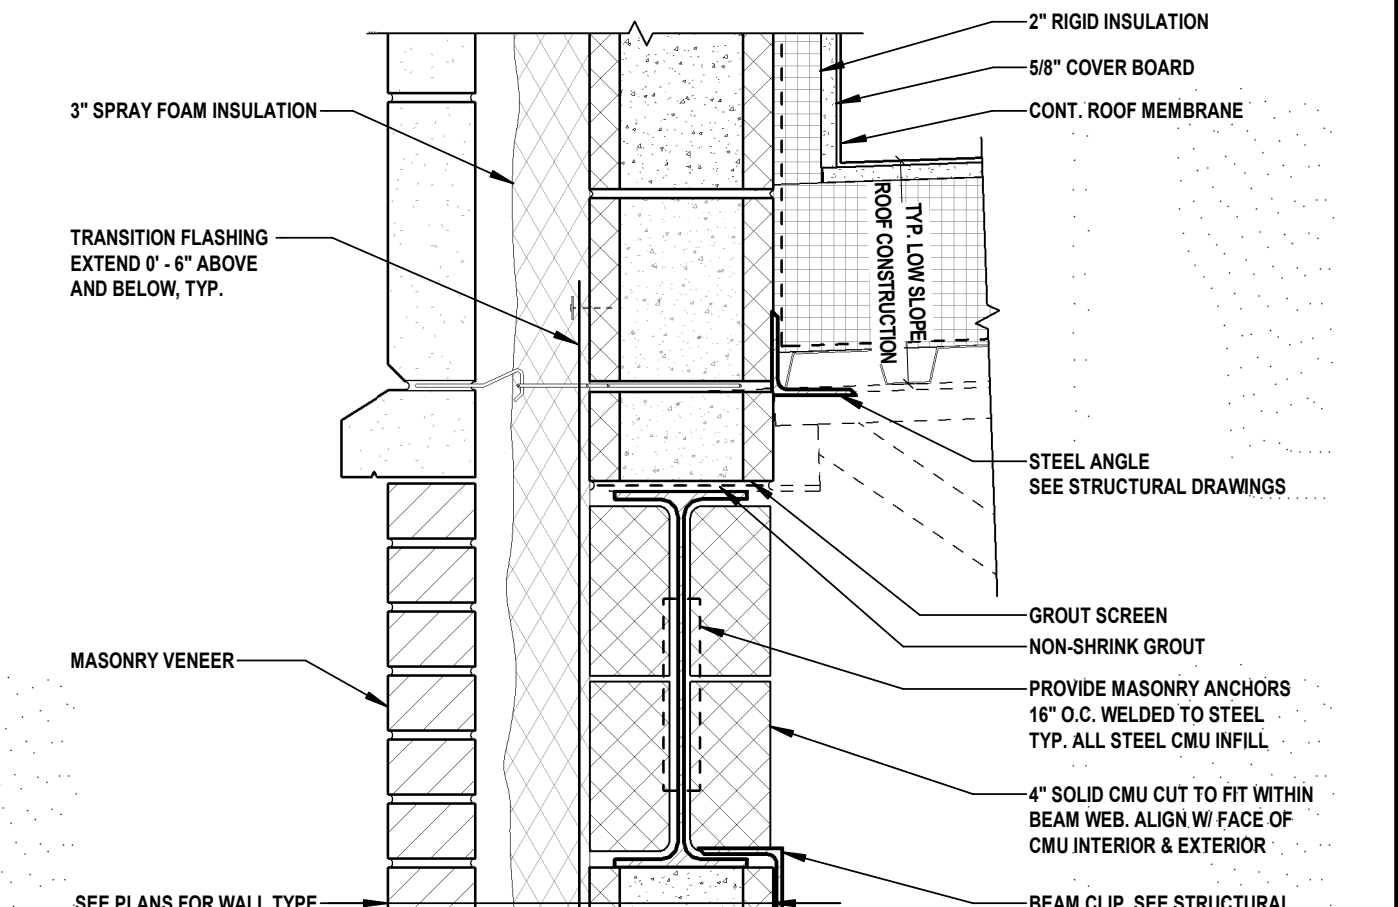 2" RIGID INSULATION
5/8" COVER BOARD
CONT. ROOF MEMBRANE
3" SPRAY FOAM INSULATION
TRANSITION FLASHING
EXTEND 0' - 6" ABOVE
AND BELOW, TYP.
TYP. LOW SLOPE
ROOF CONSTRUCTION
STEEL ANGLE
SEE STRUCTURAL DRAWINGS
GROUT SCREEN
NON-SHRINK GROUT
MASONRY VENEER
PROVIDE MASONRY ANCHORS
16" O.C. WELDED TO STEEL
TYP. ALL STEEL CMU INFILL
4" SOLID CMU CUT TO FIT WITHIN
BEAM WEB. ALIGN W/ FACE OF
CMU INTERIOR & EXTERIOR
SEE PLANS FOR WALL TYPE
BEAM CLIP, SEE STRUCTURAL